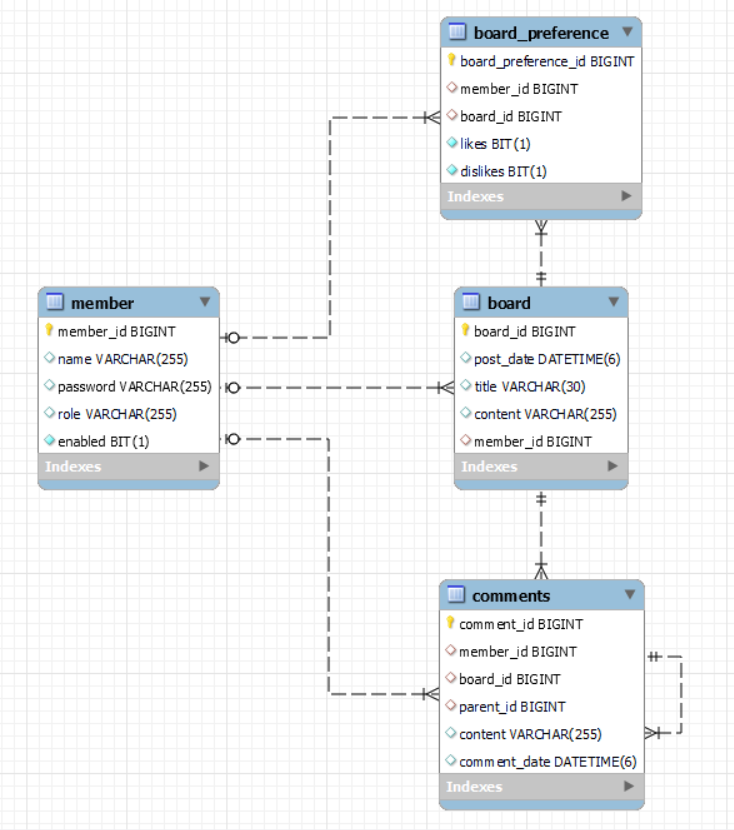 board_preference
board_preference_id BIGINT
member_id BIGINT
board_id BIGINT
likes BIT(1)
dislikes BIT(1)
Indexes
member
member_id BIGINT
name VARCHAR(255)
password VARCHAR(255)
role VARCHAR(255)
enabled BIT(1)
Indexes
board
board_id BIGINT
post_date DATETIME(6)
title VARCHAR(30)
content VARCHAR(255)
member_id BIGINT
Indexes
comments
comment_id BIGINT
member_id BIGINT
board_id BIGINT
parent_id BIGINT
content VARCHAR(255)
comment_date DATETIME(6)
Indexes